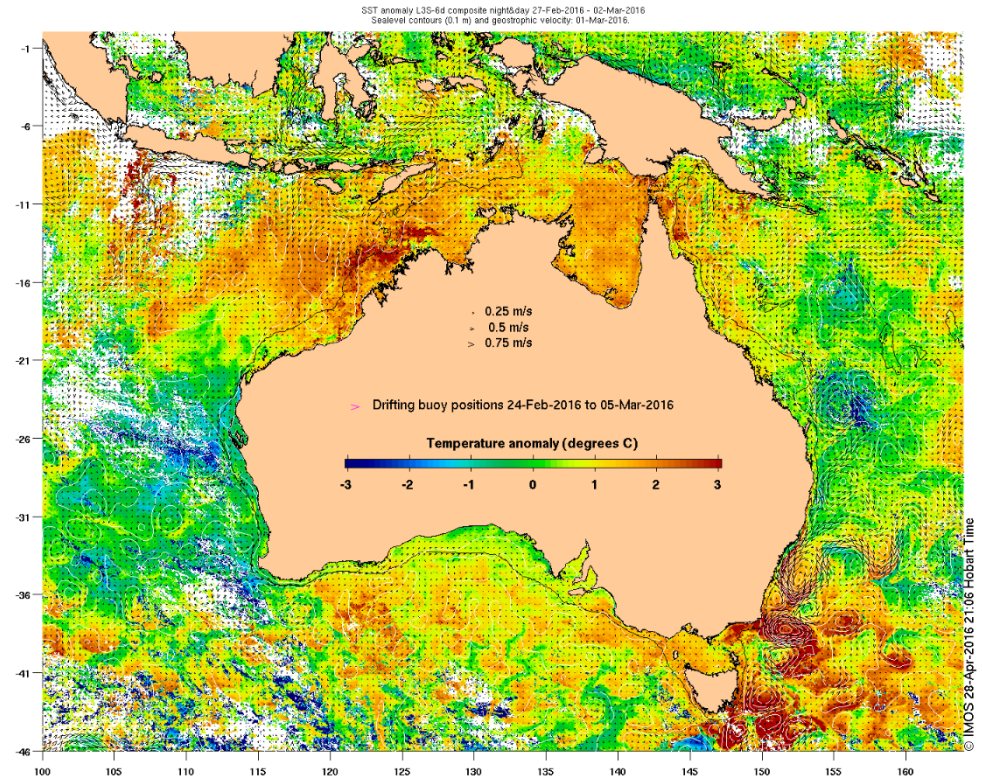 SST anomaly L3S-6d composite night&day 27-Feb-2016 - 02-Mar-2016
Sealevel contours (0.1 m) and geostrophic velocity: 01-Mar-2016.
-1
-6
-11
-16
-21
-26
-31
-36
-41
-46
0.25 m/s
0.5 m/s
0.75 m/s
Drifting buoy positions 24-Feb-2016 to 05-Mar-2016
Temperature anomaly (degrees C)
-3 -2 -1 0 1 2 3
100 105 110 115 120 125 130 135 140 145 150 155 160
© IMOS 28-Apr-2016 21:06 Hobart Time